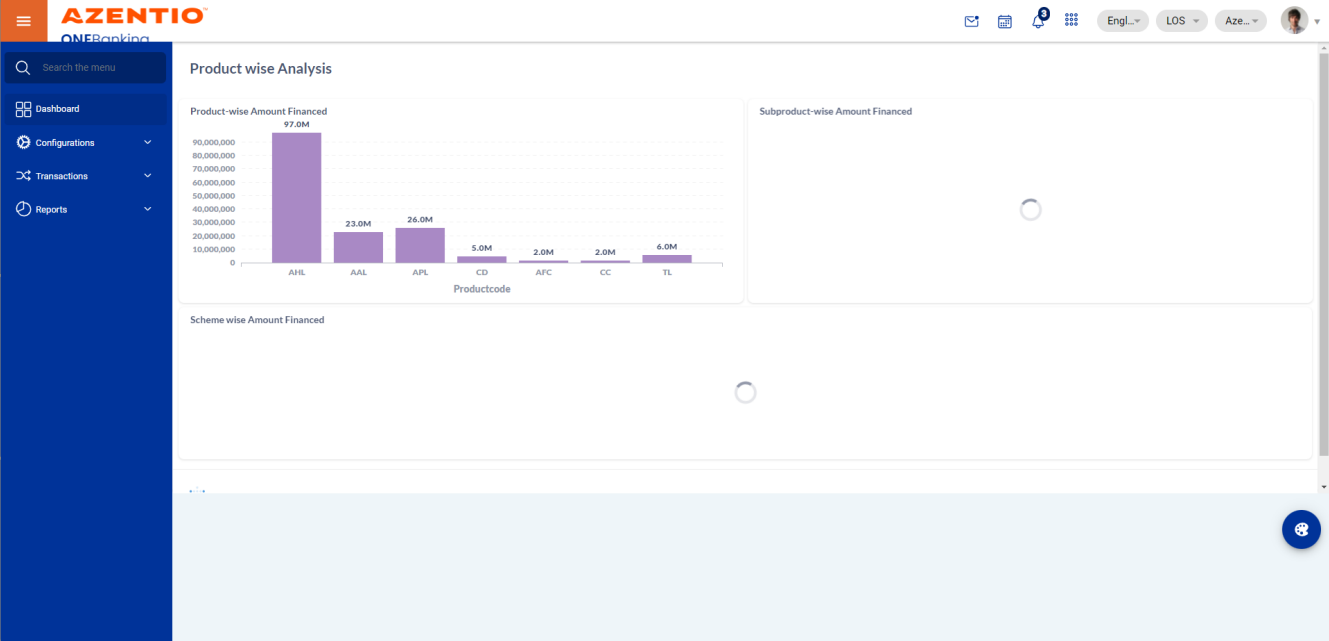 AZENTIO™
ONEBanking
3
Engl...
LOS
Aze...
Search the menu
Dashboard
Configurations
Transactions
Reports
Product wise Analysis
Product-wise Amount Financed
97.0M
90,000,000
80,000,000
70,000,000
60,000,000
50,000,000
40,000,000
30,000,000
20,000,000
10,000,000
0
23.0M
26.0M
5.0M
2.0M
2.0M
6.0M
AHL
AAL
APL
CD
AFC
CC
TL
Productcode
Subproduct-wise Amount Financed
Scheme wise Amount Financed